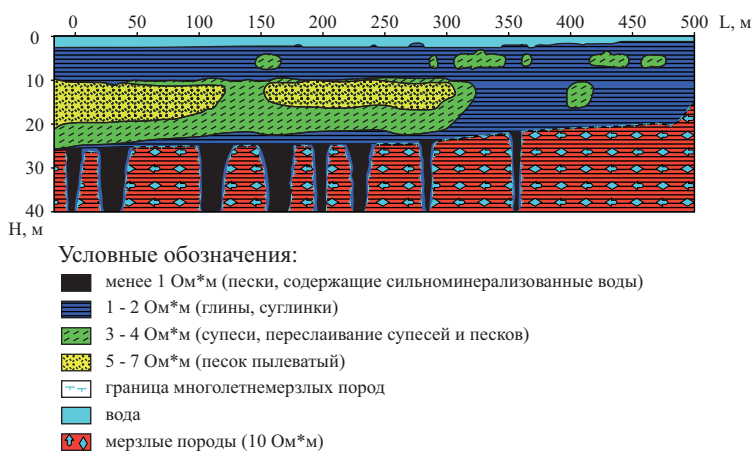 0 50 100 150 200 250 300 350 400 450 500 L, м
0
10
20
30
40
H, м
Условные обозначения:
менее 1 Ом*м (пески, содержащие сильноминерализованные воды)
1 - 2 Ом*м (глины, суглинки)
3 - 4 Ом*м (супеси, переслаивание супесей и песков)
5 - 7 Ом*м (песок пылеватый)
граница многолетнемерзлых пород
вода
мерзлые породы (10 Ом*м)